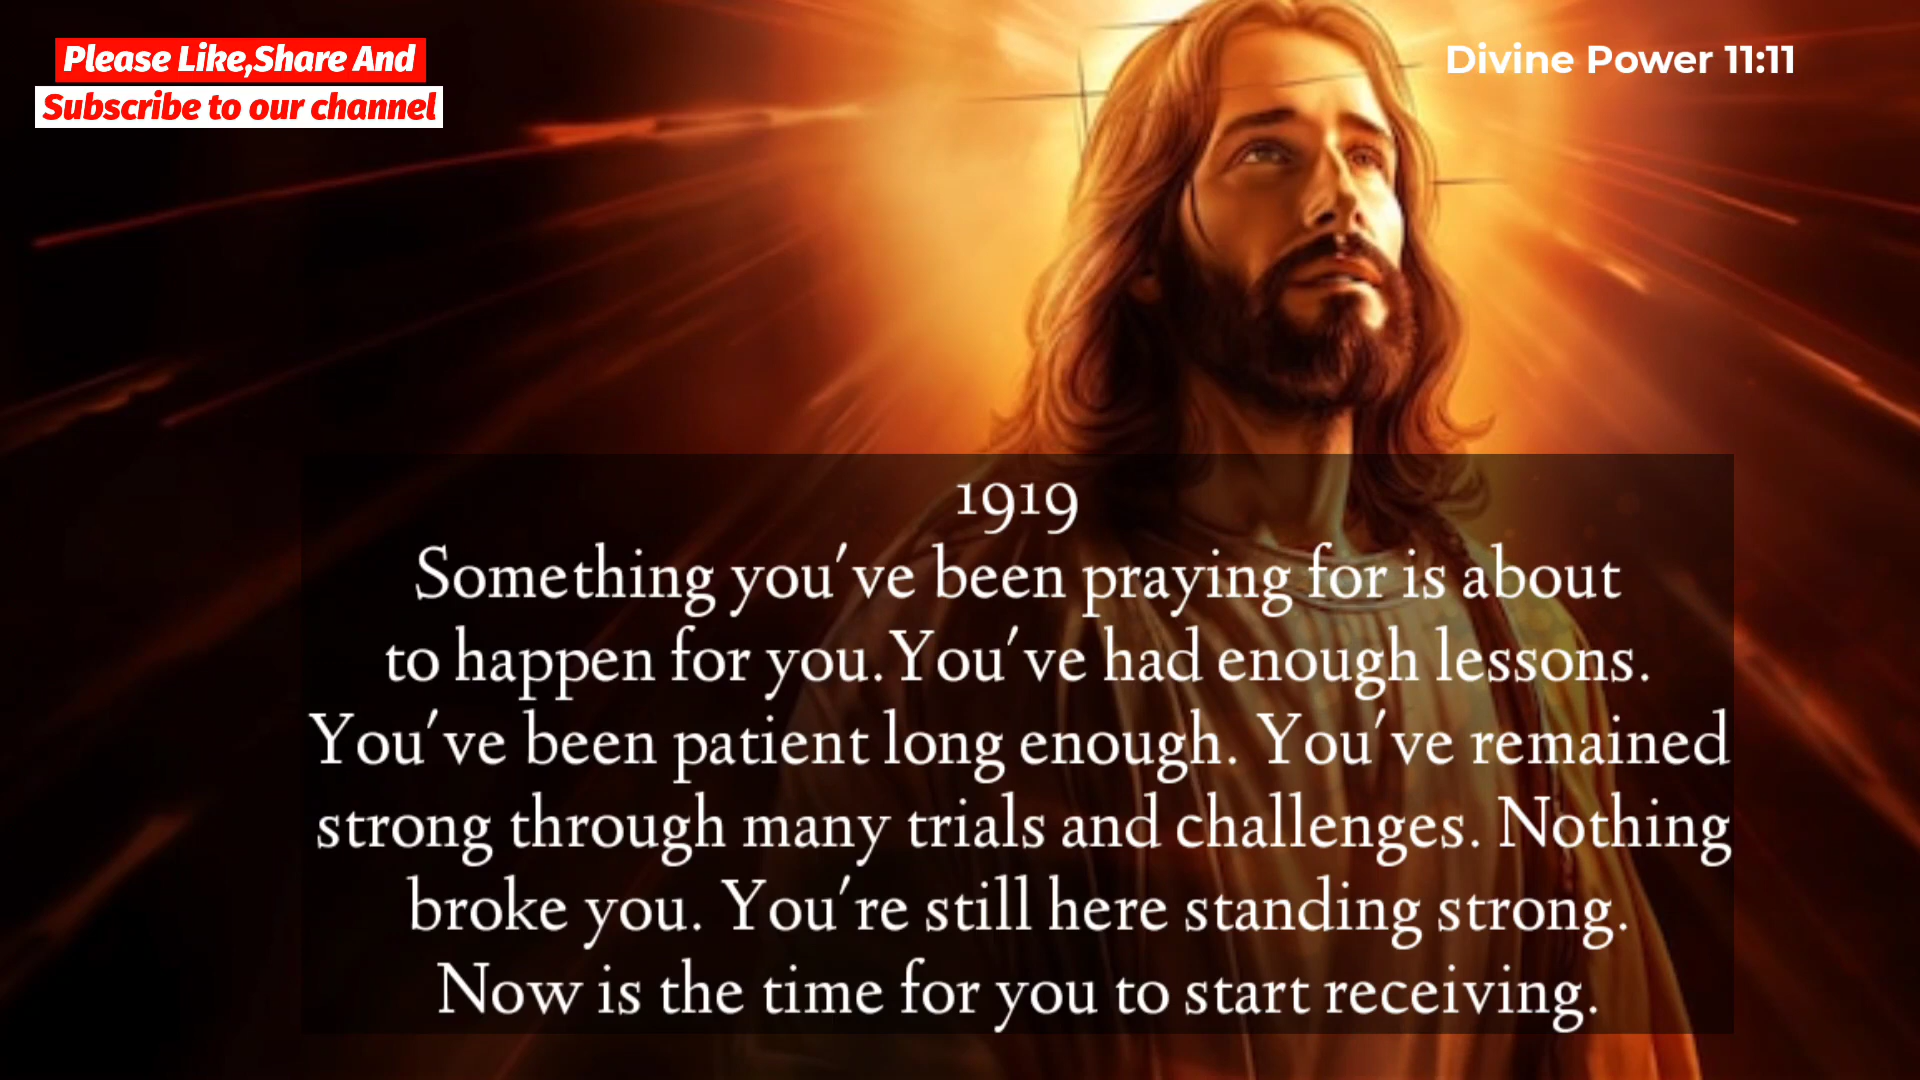 Please Like,Share And
Subscribe to our channel
Divine Power 11:11
1919
Something you've been praying for is about
to happen for you.You've had enough lessons.
You've been patient long enough. You've remained
strong through many trials and challenges. Nothing
broke you. You're still here standing strong.
Now is the time for you to start receiving.